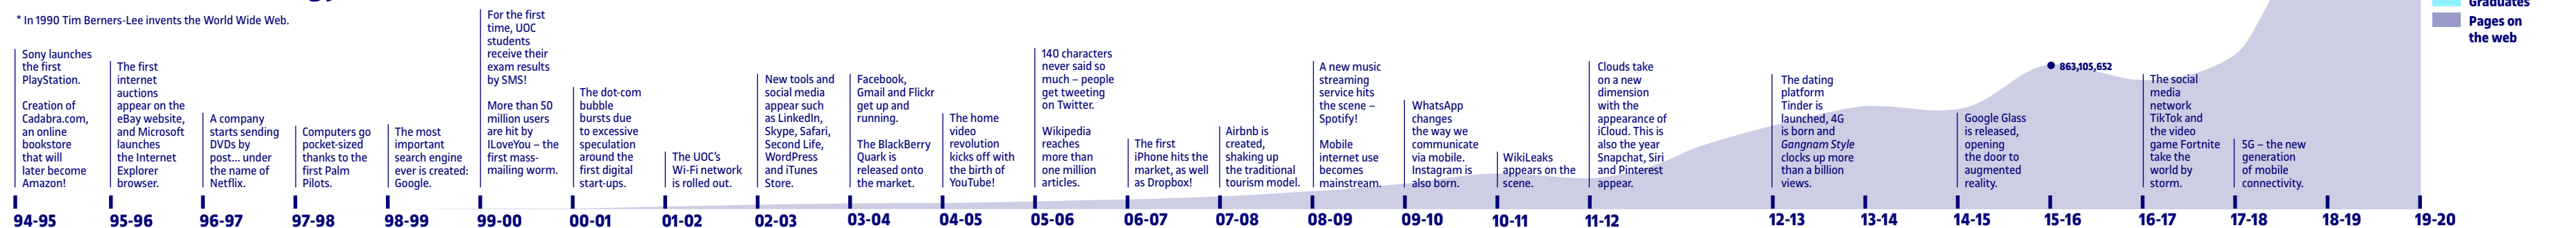 * In 1990 Tim Berners-Lee invents the World Wide Web.
Sony launches
the first
PlayStation.
Creation of
Cadabra.com,
an online
bookstore
that will
later become
Amazon!
The first
internet
auctions
appear on the
eBay website,
and Microsoft
launches
the Internet
Explorer
browser.
A company
starts sending
DVDs by
post... under
the name of
Netflix.
Computers go
pocket-sized
thanks to the
first Palm
Pilots.
The most
important
search engine
ever is created:
Google.
For the first
time, UOC
students
receive their
exam results
by SMS!
More than 50
million users
are hit by
ILoveYou – the
first mass-
mailing worm.
The dot-com
bubble
bursts due
to excessive
speculation
around the
first digital
start-ups.
The UOC's
Wi-Fi network
is rolled out.
New tools and
social media
appear such
as LinkedIn,
Skype, Safari,
Second Life,
WordPress
and iTunes
Store.
Facebook,
Gmail and Flickr
get up and
running.
The BlackBerry
Quark is
released onto
the market.
The home
video
revolution
kicks off with
the birth of
YouTube!
140 characters
never said so
much – people
get tweeting
on Twitter.
Wikipedia
reaches
more than
one million
articles.
The first
iPhone hits the
market, as well
as Dropbox!
Airbnb is
created,
shaking up
the traditional
tourism model.
A new music
streaming
service hits
the scene –
Spotify!
Mobile
internet use
becomes
mainstream.
WhatsApp
changes
the way we
communicate
via mobile.
Instagram is
also born.
WikiLeaks
appears on the
scene.
Clouds take
on a new
dimension
with the
appearance of
iCloud. This is
also the year
Snapchat, Siri
and Pinterest
appear.
The dating
platform
Tinder is
launched, 4G
is born and
Gangnam Style
clocks up more
than a billion
views.
Google Glass
is released,
opening
the door to
augmented
reality.
863,105,652
The social
media
network
TikTok and
the video
game Fortnite
take the
world by
storm.
5G – the new
generation
of mobile
connectivity.
Graduates
Pages on
the web
94-95
95-96
96-97
97-98
98-99
99-00
00-01
01-02
02-03
03-04
04-05
05-06
06-07
07-08
08-09
09-10
10-11
11-12
12-13
13-14
14-15
15-16
16-17
17-18
18-19
19-20